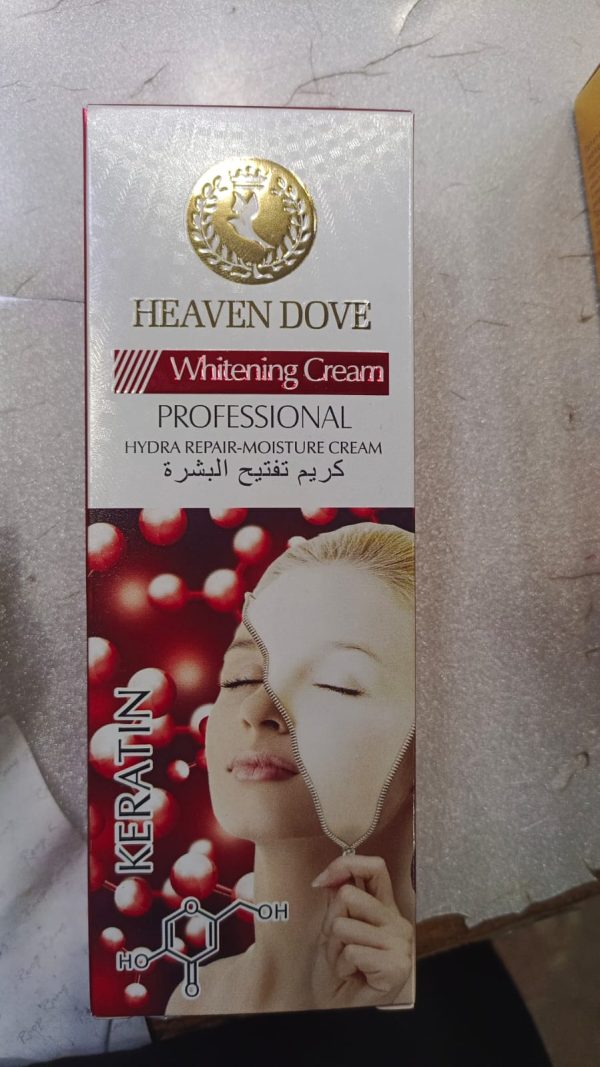 HEAVEN DOVE
Whitening Cream
PROFESSIONAL
HYDRA REPAIR-MOISTURE CREAM
كريم تفتيح البشرة
KERATIN
O
OH
HO
O